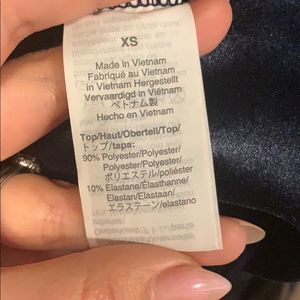 XS
Made in Vietnam
Fabriqué au Vietnam
in Vietnam Hergestellt
Vervaardigd in Vietnam
ベトナム製
Hecho en Vietnam
Top/Haut/Oberteil/Top/
トップ/tapa:
90% Polyester/Polyester/
Polyester/Polyester/
ポリエステル/poliéster
10% Elastane/Élasthanne/
Elastan/Elastaan/
エラステーン/elastano